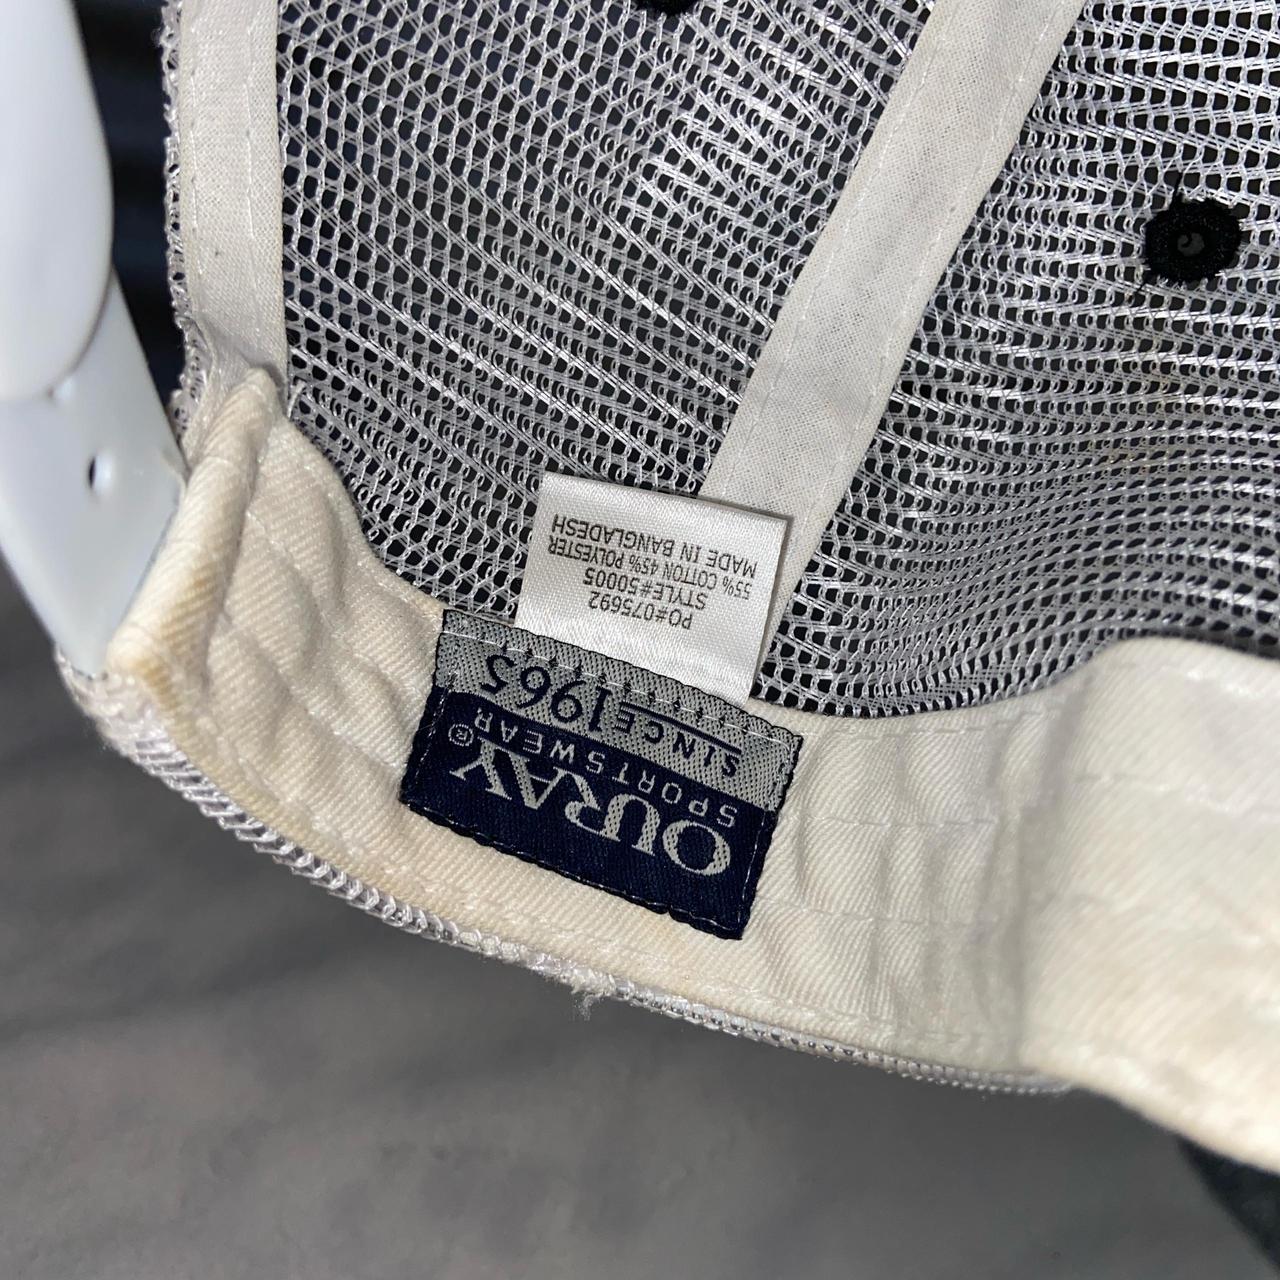 PO#075692
STYLE#50005
55% COTTON 45% POLYESTER
MADE IN BANGLADESH
OURAY®
SPORTSWEAR
SINCE 1965